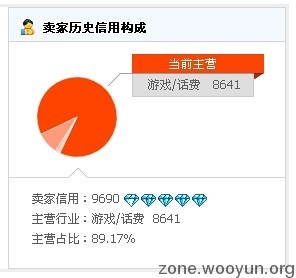 卖家历史信用构成
当前主营
游戏/话费 8641
卖家信用：9690
主营行业：游戏/话费 8641
主营占比：89.17%
zone.wooyun.org